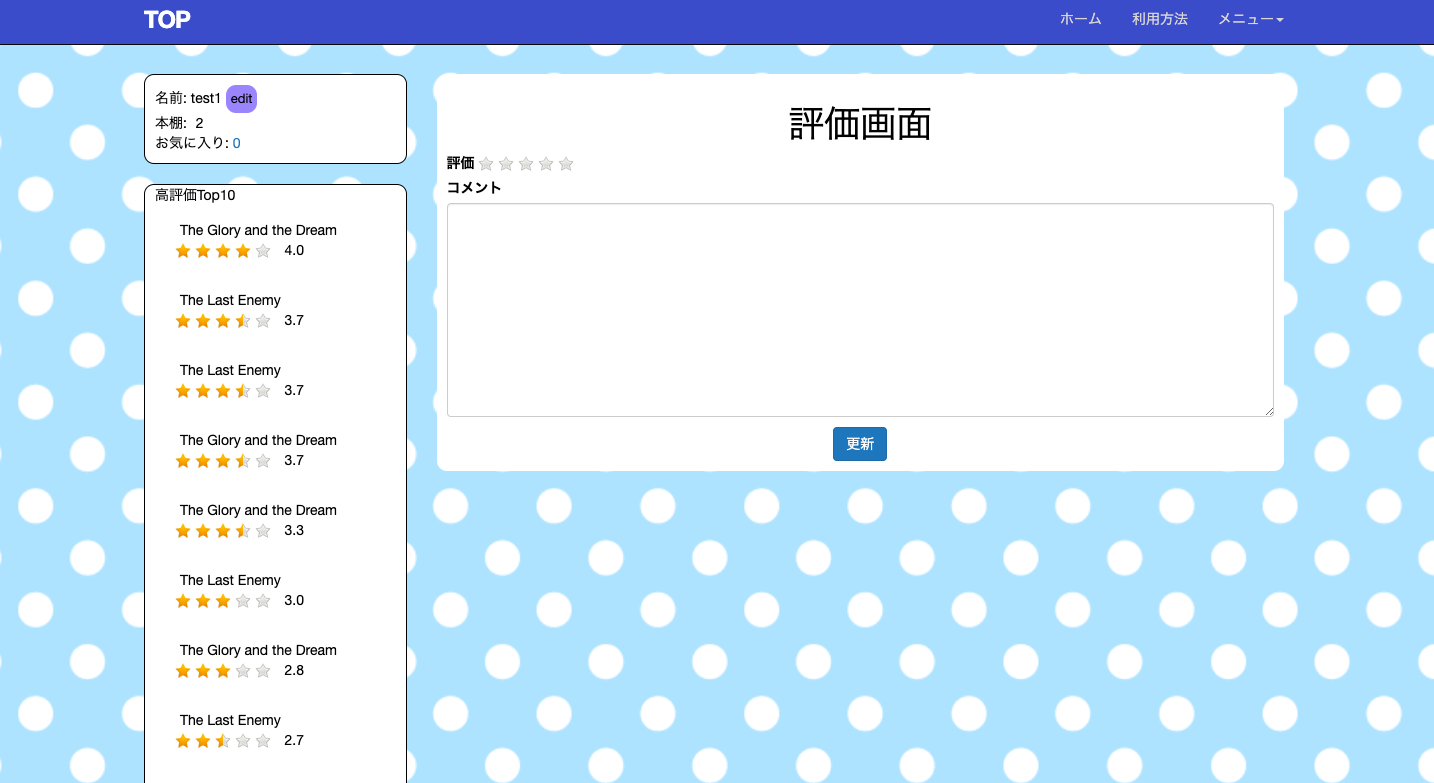 TOP
ホーム 利用方法 メニュー
名前: test1 edit
本棚: 2
お気に入り: 0
高評価Top10
The Glory and the Dream
4.0
The Last Enemy
3.7
The Last Enemy
3.7
The Glory and the Dream
3.7
The Glory and the Dream
3.3
The Last Enemy
3.0
The Glory and the Dream
2.8
The Last Enemy
2.7
評価画面
評価
コメント
更新